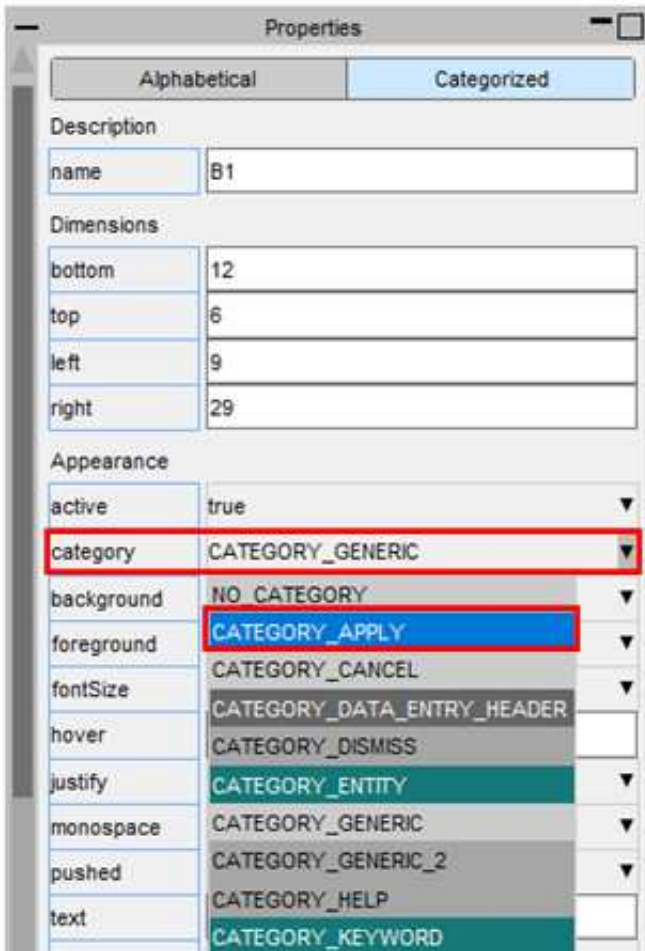 Properties
Alphabetical Categorized
Description
name B1
Dimensions
bottom 12
top 6
left 9
right 29
Appearance
active true
category CATEGORY_GENERIC
background NO_CATEGORY
foreground CATEGORY_APPLY
fontSize CATEGORY_CANCEL
CATEGORY_DATA_ENTRY_HEADER
hover CATEGORY_DISMISS
justify CATEGORY_ENTITY
monospace CATEGORY_GENERIC
pushed CATEGORY_GENERIC_2
CATEGORY_HELP
text CATEGORY_KEYWORD